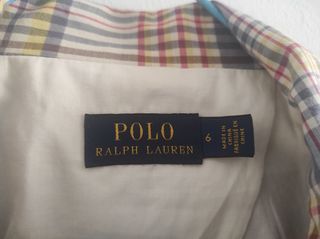 POLO
RALPH LAUREN
6
MADE IN
CHINA
FABRIQUÉ EN
CHINE